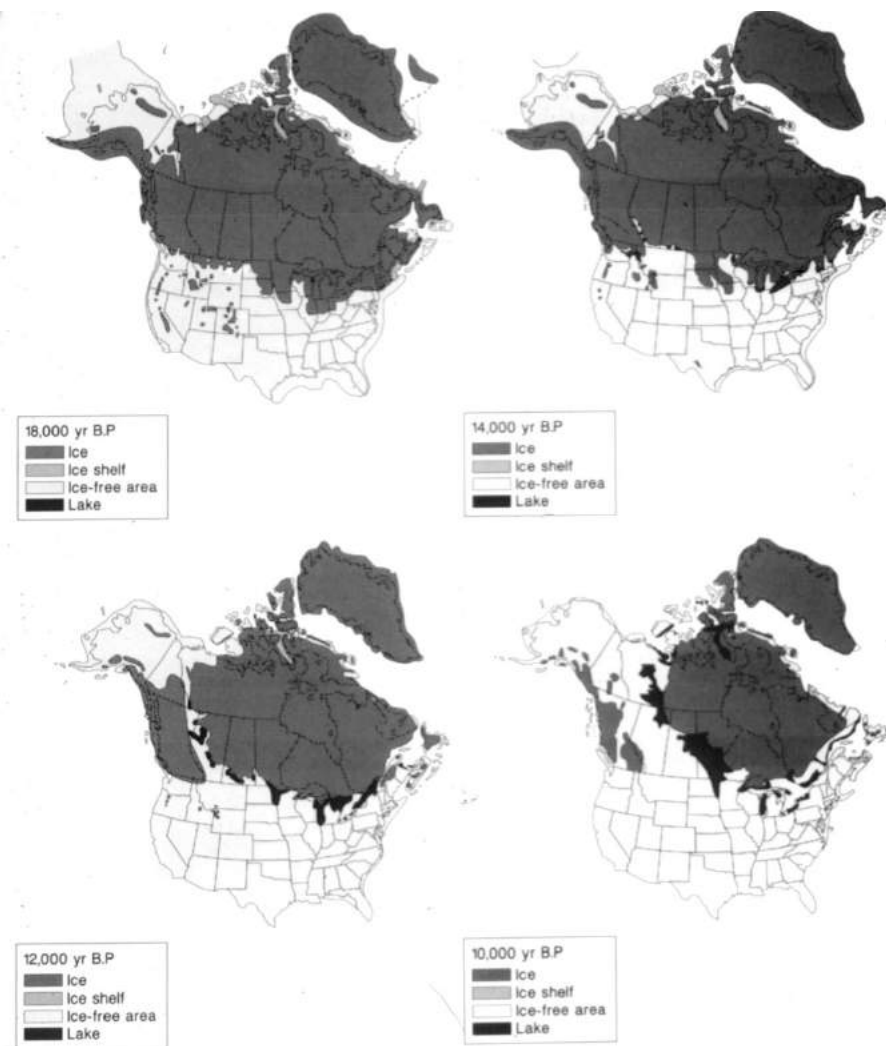 18,000 yr B.P
Ice
Ice shelf
Ice-free area
Lake
14,000 yr B.P
Ice
Ice shelf
Ice-free area
Lake
12,000 yr B.P
Ice
Ice shelf
Ice-free area
Lake
10,000 yr B.P
Ice
Ice shelf
Ice-free area
Lake